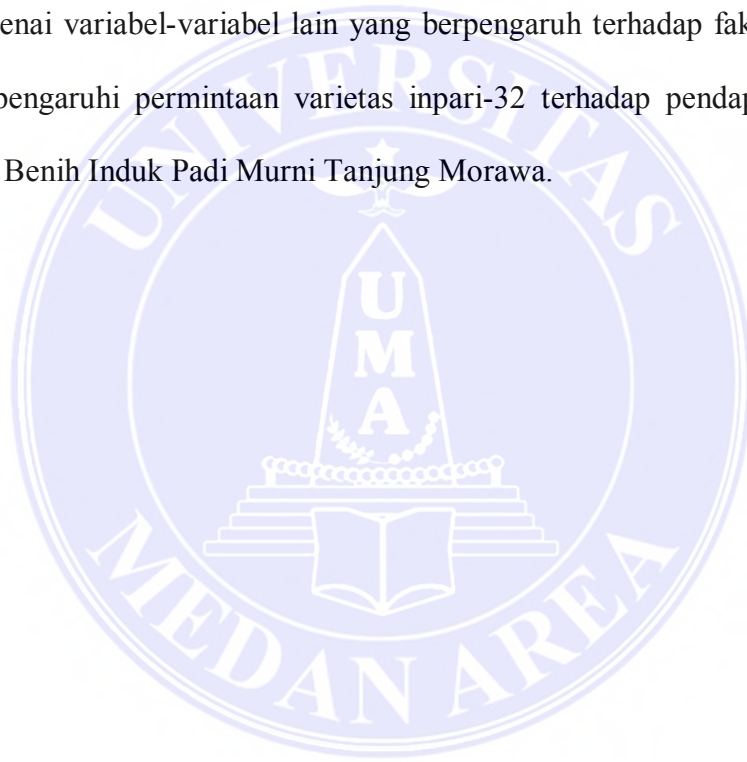 enai variabel-variabel lain yang berpengaruh terhadap fak
pengaruhi permintaan varietas inpari-32 terhadap pendap
Benih Induk Padi Murni Tanjung Morawa.
UNIVERSITAS
U
M
A
MEDAN AREA